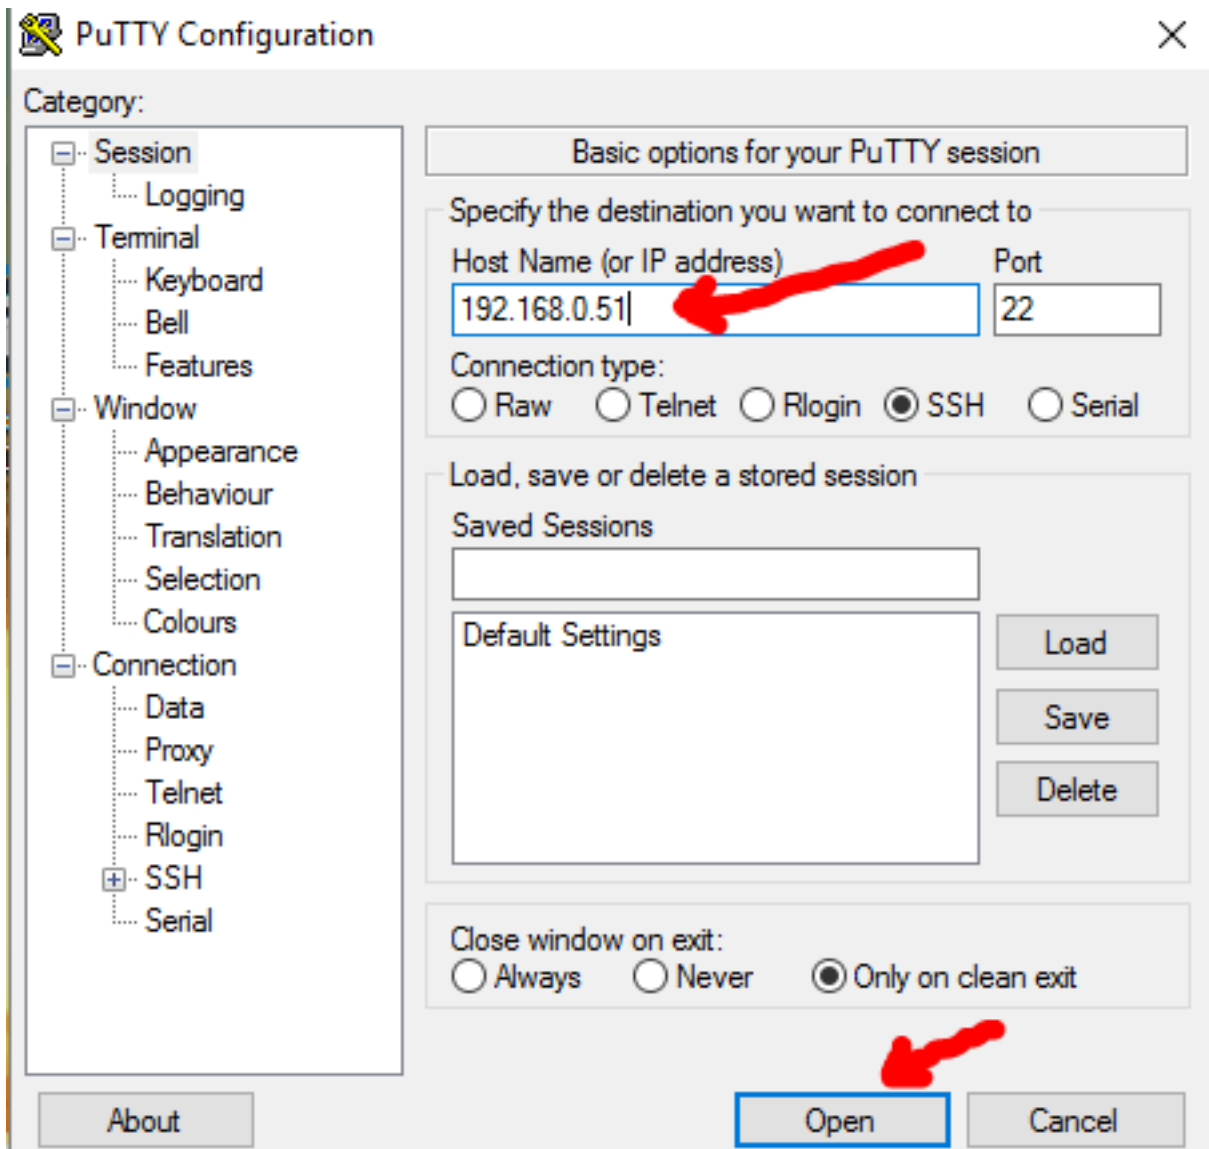 PuTTY Configuration
Category:
Session
Logging
Terminal
Keyboard
Bell
Features
Window
Appearance
Behaviour
Translation
Selection
Colours
Connection
Data
Proxy
Telnet
Rlogin
SSH
Serial
Basic options for your PuTTY session
Specify the destination you want to connect to
Host Name (or IP address) Port
192.168.0.51 22
Connection type:
Raw Telnet Rlogin SSH Serial
Load, save or delete a stored session
Saved Sessions
Default Settings
Load
Save
Delete
Close window on exit:
Always Never Only on clean exit
About Open Cancel